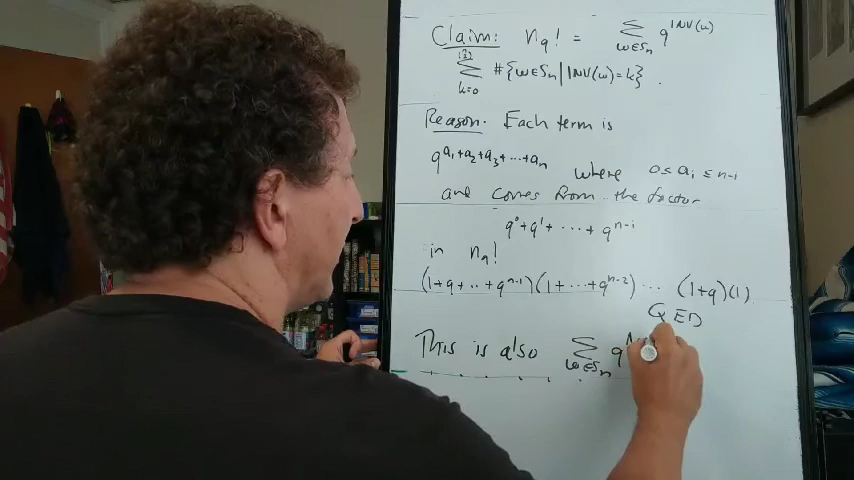 Claim: n_q! = Σ_{w∈S_n} q^{INV(w)}
Σ_{k=0}^{(n 2)} #{w∈S_n | INV(w)=k} .
Reason. Each term is
q^{a_1+a_2+a_3+⋯+a_n} where 0≤a_i≤n-i
and comes from the factor
q^0+q^1+⋯+q^{n-i}
in n_q!
(1+q+⋯+q^{n-1})(1+⋯+q^{n-2})⋯(1+q)(1)
QED
This is also Σ_{w∈S_n} q